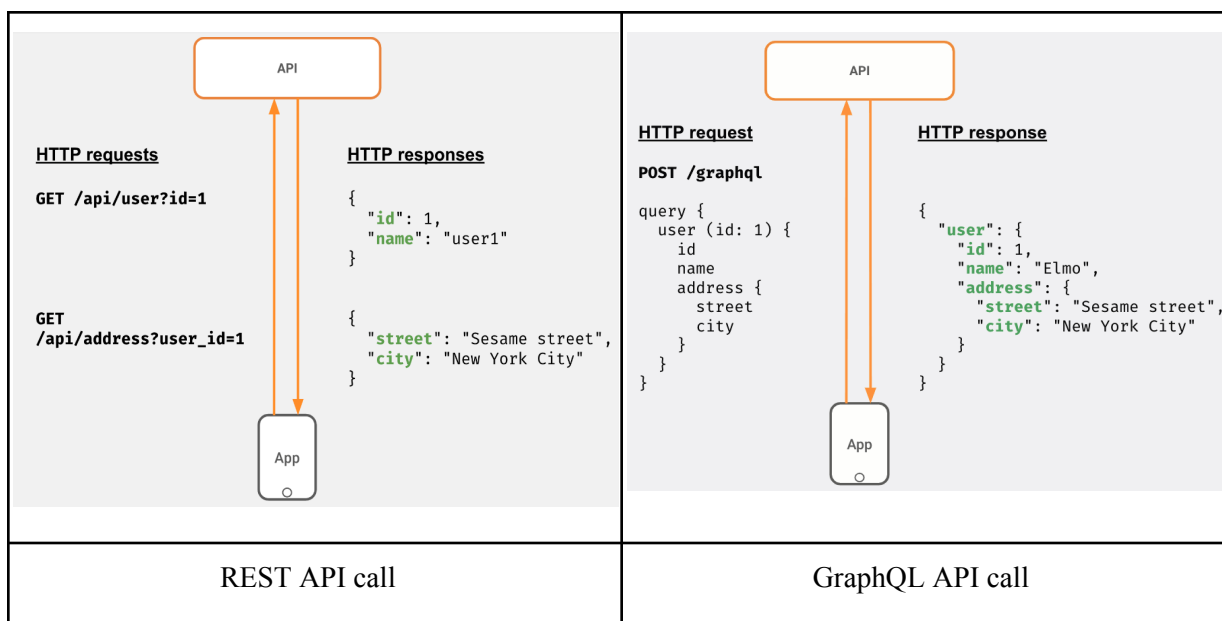 API
HTTP requests
GET /api/user?id=1
GET
/api/address?user_id=1
HTTP responses
{
  "id": 1,
  "name": "user1"
}
{
  "street": "Sesame street",
  "city": "New York City"
}
App
REST API call
API
HTTP request
POST /graphql
query {
  user (id: 1) {
    id
    name
    address {
      street
      city
    }
  }
}
HTTP response
{
  "user": {
    "id": 1,
    "name": "Elmo",
    "address": {
      "street": "Sesame street",
      "city": "New York City"
    }
  }
}
App
GraphQL API call